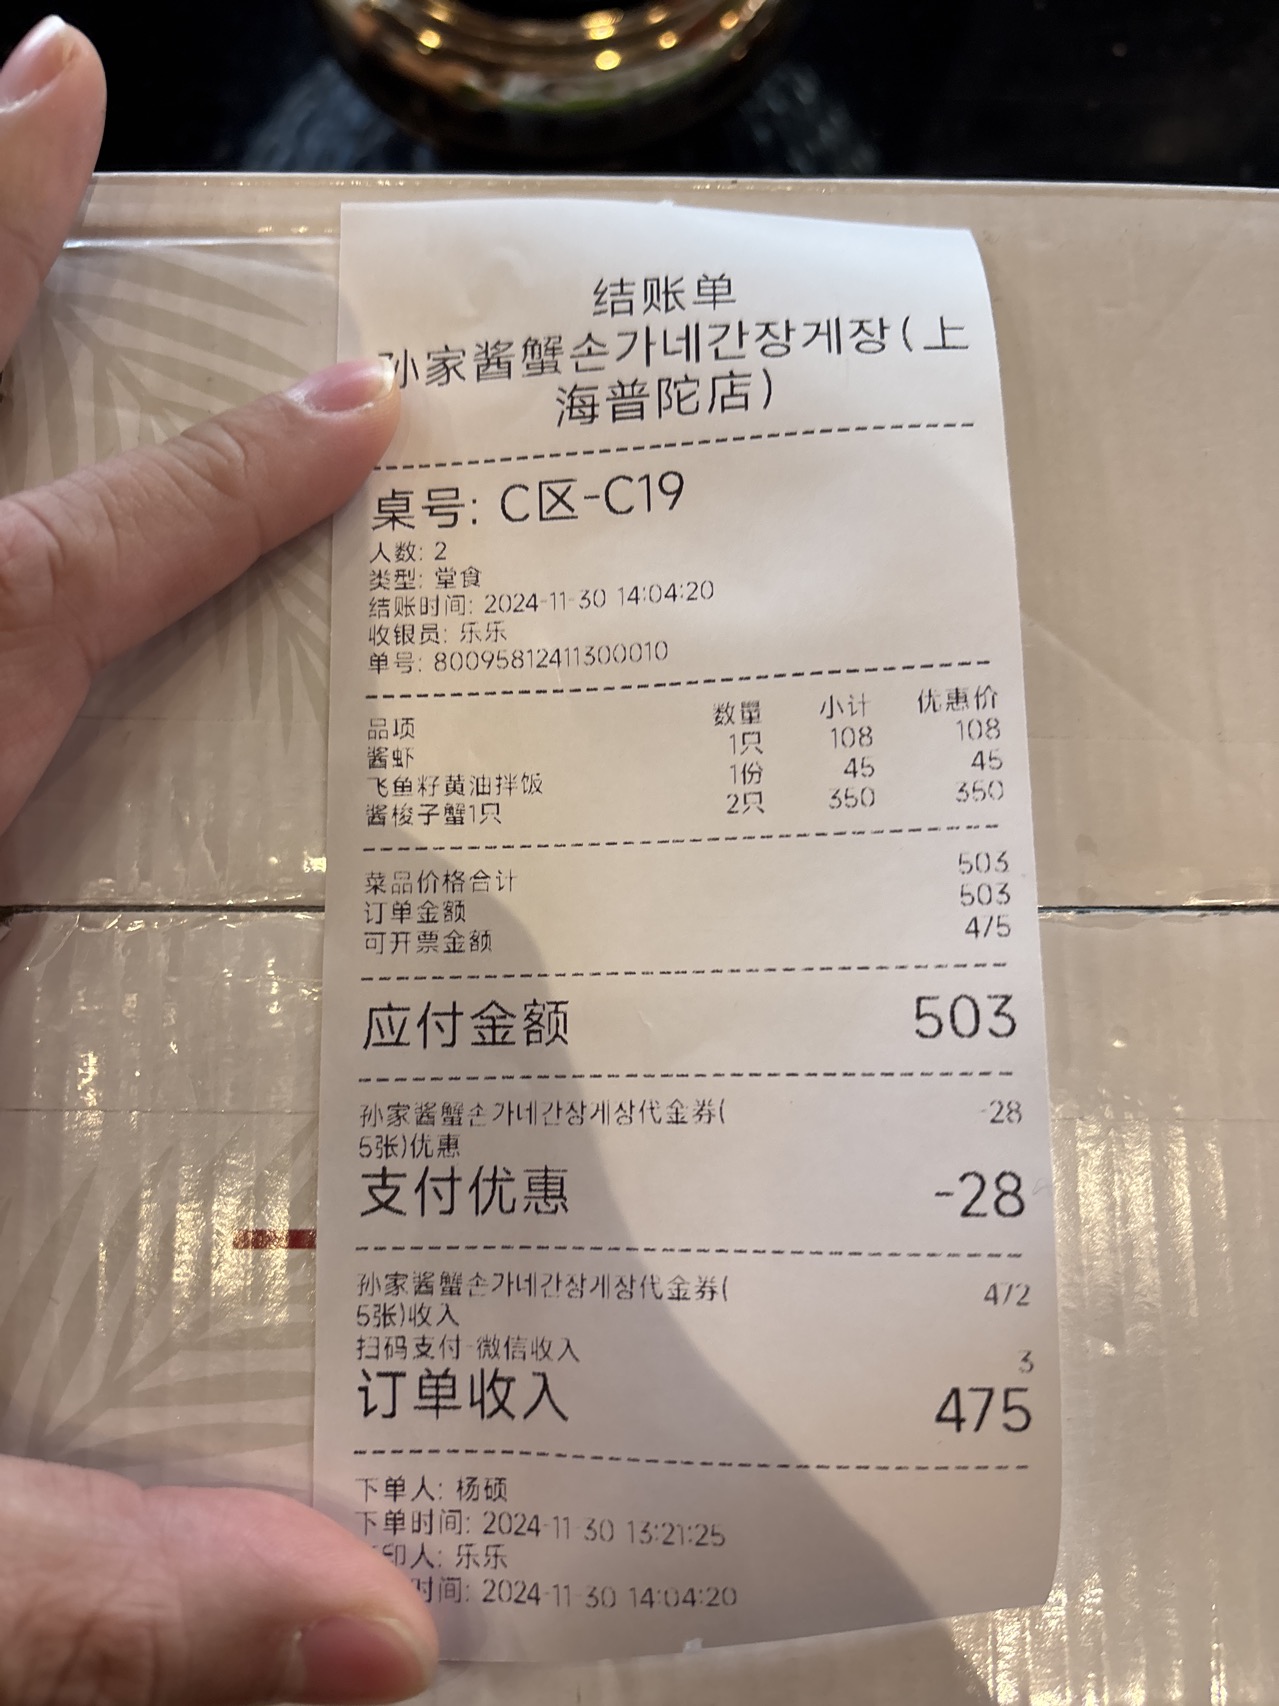 结账单
孙家酱蟹손가네간장게장(上
海普陀店)
桌号: C区-C19
人数: 2
类型: 堂食
结账时间: 2024-11-30 14:04:20
收银员: 乐乐
单号: 80095812411300010
品项 数量 小计 优惠价
酱虾 1只 108 108
飞鱼籽黄油拌饭 1份 45 45
酱梭子蟹1只 2只 350 350
菜品价格合计 503
订单金额 503
可开票金额 475
应付金额 503
孙家酱蟹손가네간장게장代金券( -28
5张)优惠
支付优惠 -28
孙家酱蟹손가네간장게장代金券( 472
5张)收入
扫码支付-微信收入 3
订单收入 475
下单人: 杨硕
下单时间: 2024-11-30 13:21:25
印人: 乐乐
时间: 2024-11-30 14:04:20